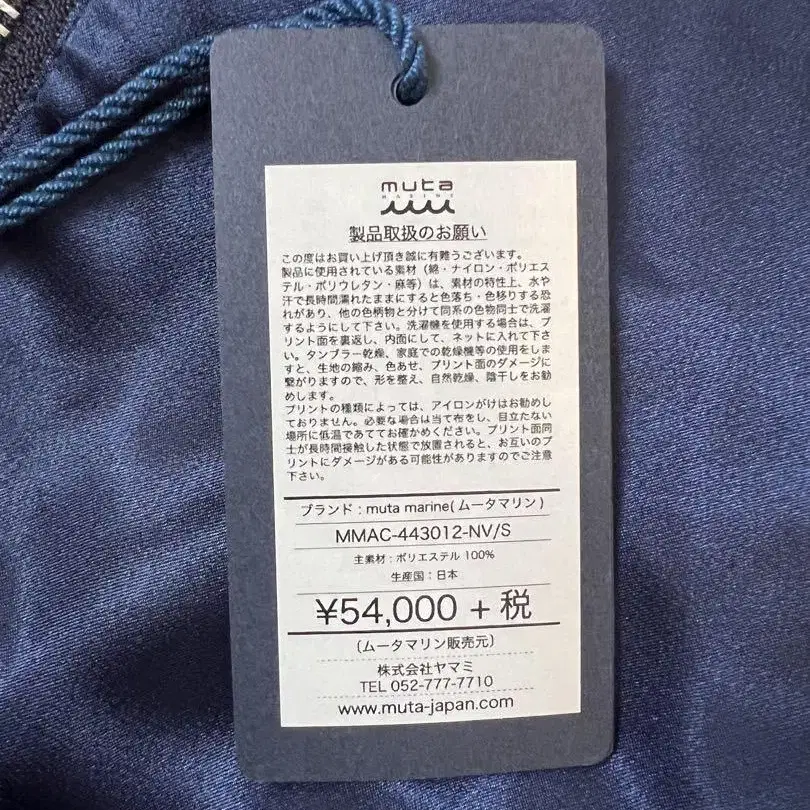 muta
MARINE
製品取扱のお願い
この度はお買い上げ頂き誠に有難うございます。
製品に使用されている素材（綿・ナイロン・ポリエス
テル・ポリウレタン・麻等）は、素材の特性上、水や
汗で長時間濡れたままにすると色落ち・色移りする恐
れがあり、他の色柄物と分けて同系の色物同士で洗濯
するようにして下さい。洗濯機を使用する場合は、プ
リント面を裏返し、内面にして、ネットに入れて下さ
い。タンブラー乾燥、家庭での乾燥機等の使用をしま
すと、生地の縮み、色あせ、プリント面のダメージに
繋がりますので、形を整え、自然乾燥、陰干しをお勧
めします。
プリントの種類によっては、アイロンがけはお勧めし
ておりません。必要な場合は当て布をし、目立たない
場所に低温であててお確かめください。プリント面同
士が長時間接触した状態で放置されると、お互いのプ
リントにダメージがある可能性がありますのでご注意
下さい。
ブランド : muta marine(ムータマリン)
MMAC-443012-NV/S
主素材 : ポリエステル 100%
生産国 : 日本
¥54,000 + 税
（ムータマリン販売元）
株式会社ヤマミ
TEL 052-777-7710
www.muta-japan.com